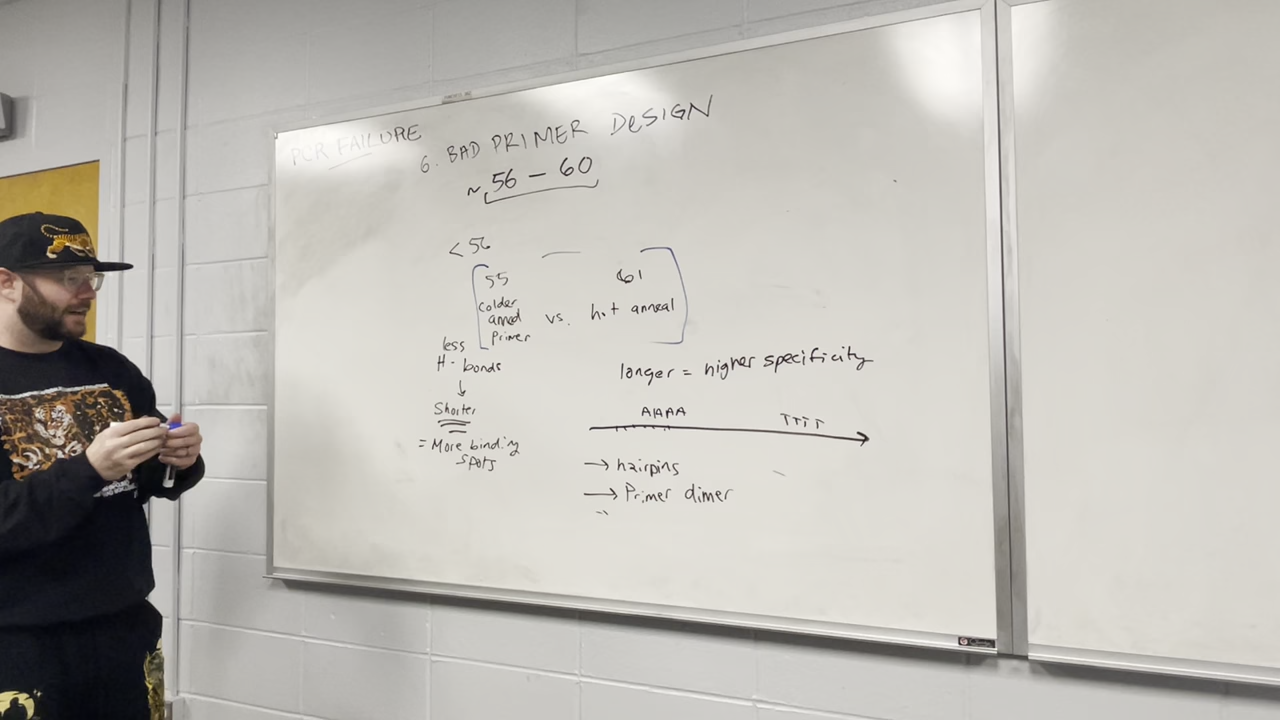 PCR FAILURE
6. BAD PRIMER DeSIGN
~ 56 - 60
< 56
55
61
colder
anneal
Primer
vs.
hot anneal
less
H-bonds
↓
Shorter
= More binding
spots
longer = higher specificity
AAAA
TTTT
→ hairpins
→ Primer dimer